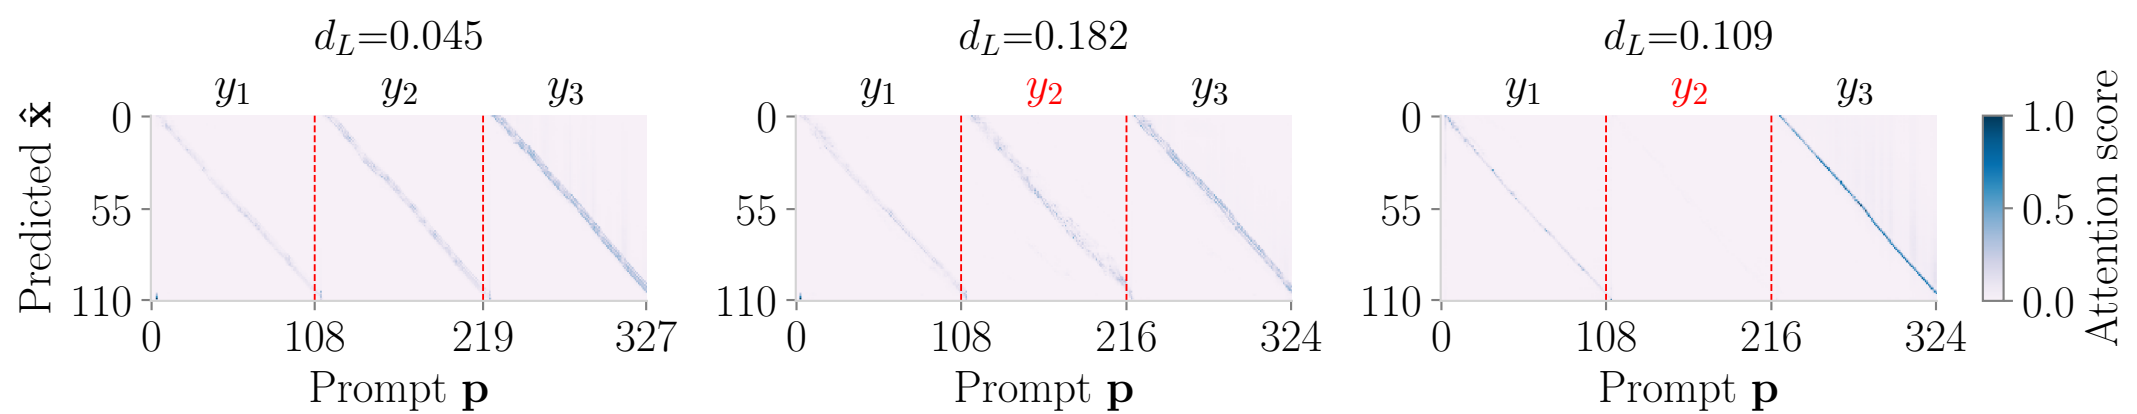 d_L=0.045
y_1 y_2 y_3
Predicted x̂
0
55
110
0 108 219 327
Prompt p
d_L=0.182
y_1 y_2 y_3
0
55
110
0 108 216 324
Prompt p
d_L=0.109
y_1 y_2 y_3
0
55
110
0 108 216 324
Prompt p
1.0
0.5
0.0
Attention score